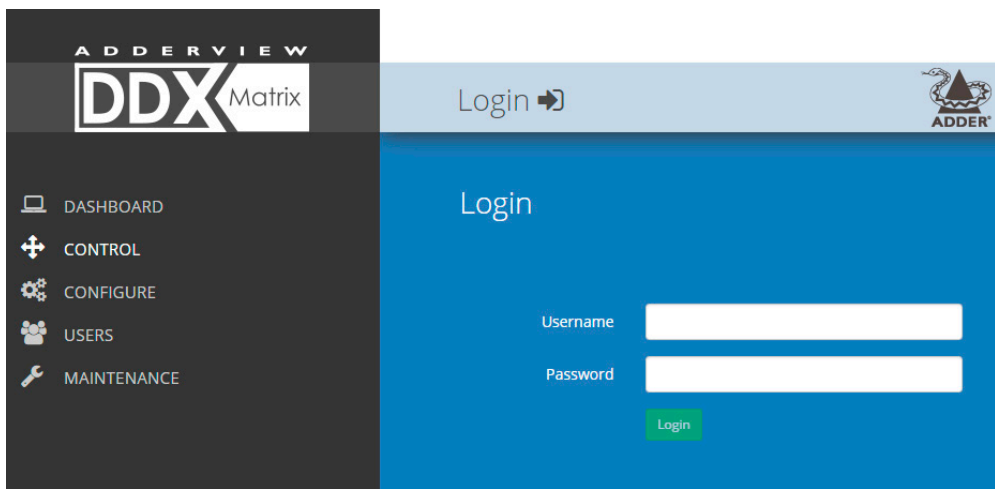 ADDERVIEW
DDX Matrix
Login
ADDER®
DASHBOARD
CONTROL
CONFIGURE
USERS
MAINTENANCE
Login
Username
Password
Login